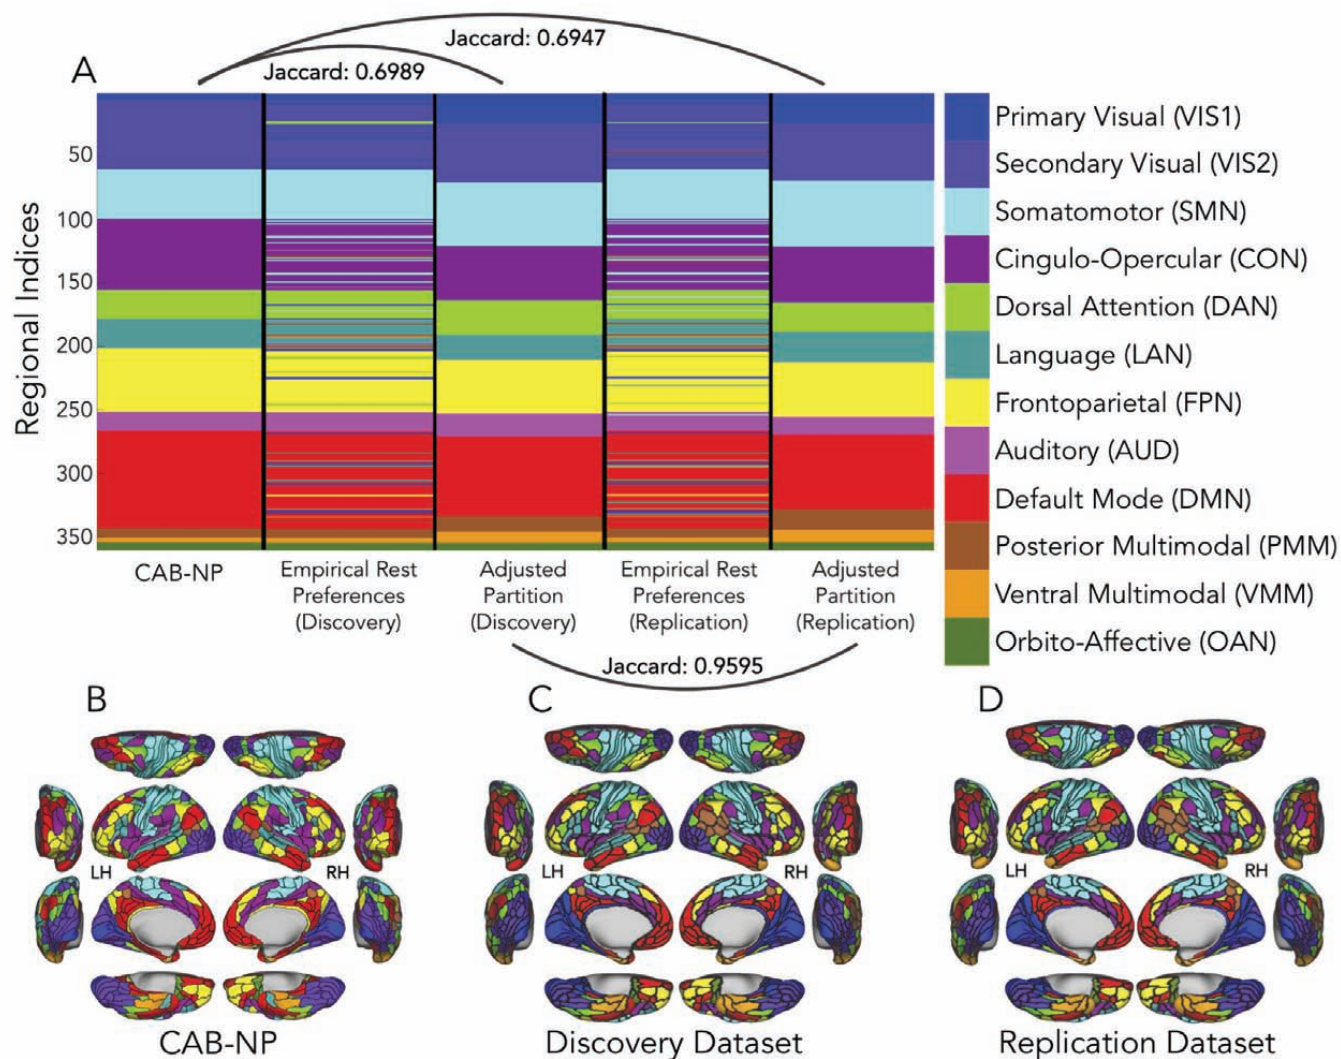 Jaccard: 0.6947
A
Jaccard: 0.6989
Regional Indices
50
100
150
200
250
300
350
CAB-NP
Empirical Rest
Preferences
(Discovery)
Adjusted
Partition
(Discovery)
Empirical Rest
Preferences
(Replication)
Adjusted
Partition
(Replication)
Primary Visual (VIS1)
Secondary Visual (VIS2)
Somatomotor (SMN)
Cingulo-Opercular (CON)
Dorsal Attention (DAN)
Language (LAN)
Frontoparietal (FPN)
Auditory (AUD)
Default Mode (DMN)
Posterior Multimodal (PMM)
Ventral Multimodal (VMM)
Orbito-Affective (OAN)
Jaccard: 0.9595
B
LH
RH
CAB-NP
C
LH
RH
Discovery Dataset
D
LH
RH
Replication Dataset